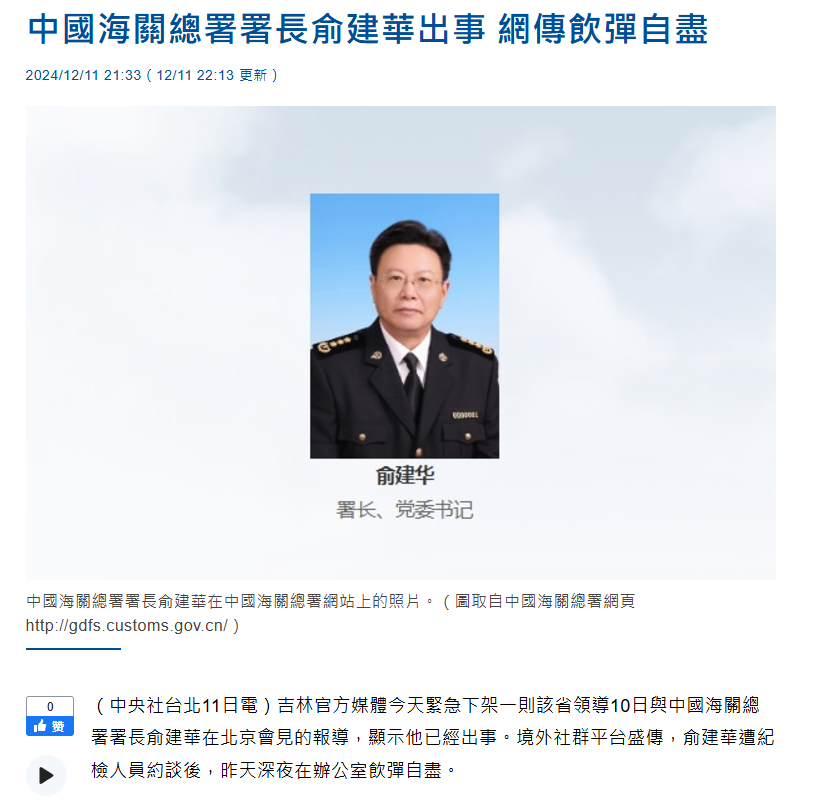 中國海關總署署長俞建華出事 網傳飲彈自盡
2024/12/11 21:33（12/11 22:13 更新）
俞建华
署长、党委书记
中國海關總署署長俞建華在中國海關總署網站上的照片。（圖取自中國海關總署網頁
http://gdfs.customs.gov.cn/）
0
赞
（中央社台北11日電）吉林官方媒體今天緊急下架一則該省領導10日與中國海關總
署署長俞建華在北京會見的報導，顯示他已經出事。境外社群平台盛傳，俞建華遭紀
檢人員約談後，昨天深夜在辦公室飲彈自盡。